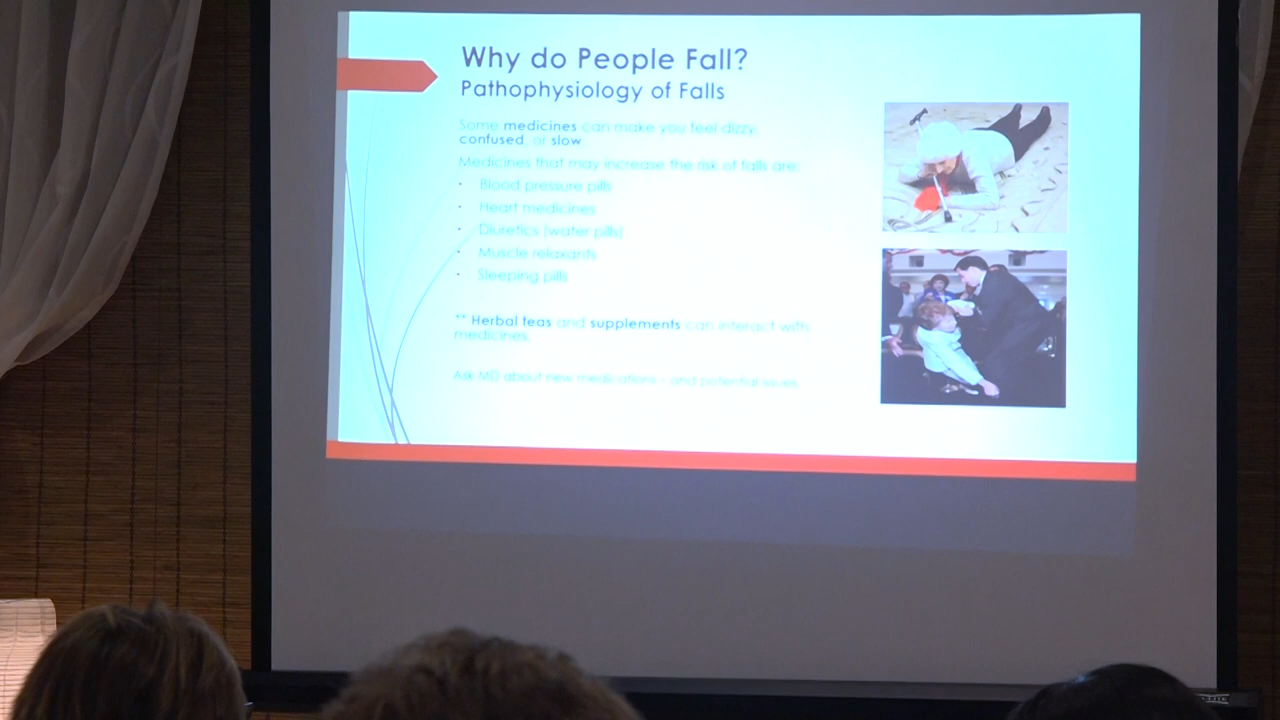 Why do People Fall?
Pathophysiology of Falls
Some medicines can make you feel dizzy,
confused, or slow.
Medicines that may increase the risk of falls are:
· Blood pressure pills
· Heart medicines
· Diuretics (water pills)
· Muscle relaxants
· Sleeping pills
** Herbal teas and supplements can interact with
medicines.
Ask MD about new medications - and potential issues